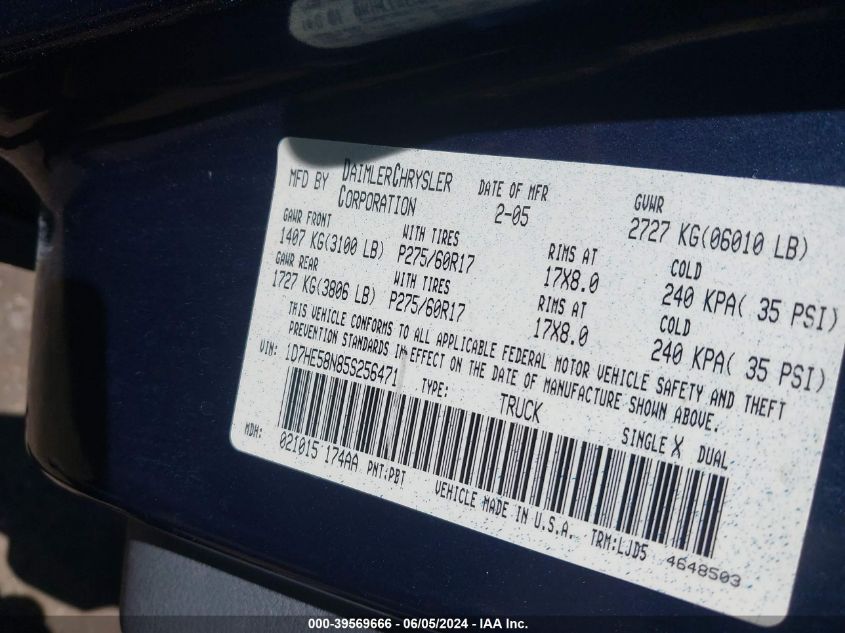 MFD BY DAIMLERCHRYSLER CORPORATION DATE OF MFR 2-05 GVWR 2727 KG(06010 LB)
GAWR FRONT WITH TIRES RIMS AT COLD
1407 KG(3100 LB) P275/60R17 17X8.0 240 KPA( 35 PSI)
GAWR REAR WITH TIRES RIMS AT COLD
1727 KG(3806 LB) P275/60R17 17X8.0 240 KPA( 35 PSI)
THIS VEHICLE CONFORMS TO ALL APPLICABLE FEDERAL MOTOR VEHICLE SAFETY AND THEFT
PREVENTION STANDARDS IN EFFECT ON THE DATE OF MANUFACTURE SHOWN ABOVE.
VIN: 1D7HE58N85S256471 TYPE: TRUCK SINGLE X DUAL
MDH: 021015 174AA PNT:PBT VEHICLE MADE IN U.S.A. TRM:LJD5 4648503
000-39569666 - 06/05/2024 - IAAI Inc.